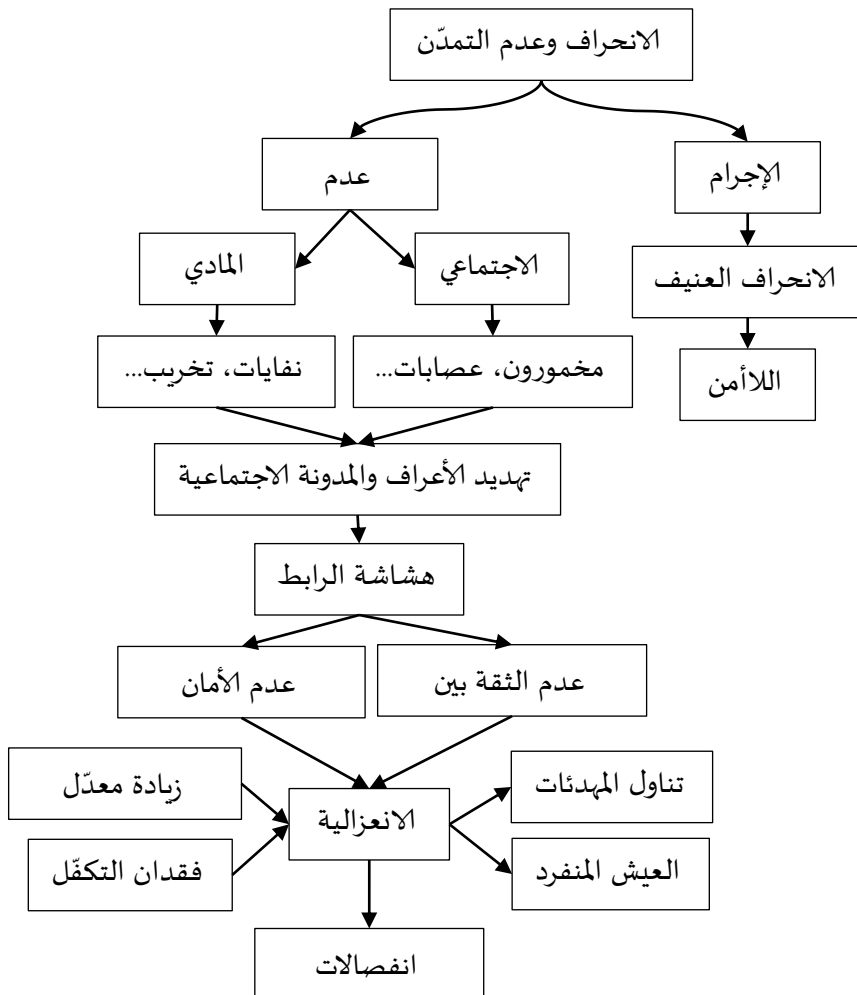 الانحراف وعدم التمدّن
الإجرام
عدم
الانحراف العنيف
الاجتماعي
المادي
اللاأمن
مخمورون، عصابات...
نفايات، تخريب...
تهديد الأعراف والمدونة الاجتماعية
هشاشة الرابط
عدم الثقة بين
عدم الأمان
تناول المهدئات
زيادة معدّل
الانعزالية
العيش المنفرد
فقدان التكفّل
انفصالات